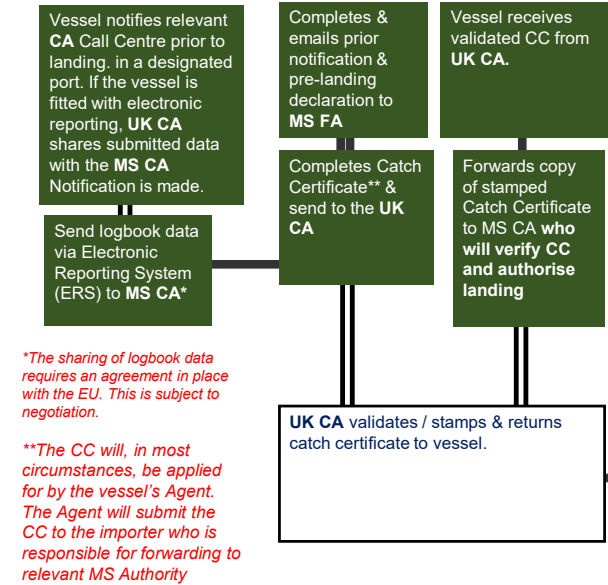 Vessel notifies relevant
CA Call Centre prior to
landing. in a designated
port. If the vessel is
fitted with electronic
reporting, UK CA
shares submitted data
with the MS CA
Notification is made.
Send logbook data
via Electronic
Reporting System
(ERS) to MS CA*
Completes &
emails prior
notification &
pre-landing
declaration to
MS FA
Completes Catch
Certificate** &
send to the UK
CA
Vessel receives
validated CC from
UK CA.
Forwards copy
of stamped
Catch Certificate
to MS CA who
will verify CC
and authorise
landing
UK CA validates / stamps & returns
catch certificate to vessel.
*The sharing of logbook data
requires an agreement in place
with the EU. This is subject to
negotiation.
**The CC will, in most
circumstances, be applied
for by the vessel's Agent.
The Agent will submit the
CC to the importer who is
responsible for forwarding to
relevant MS Authority